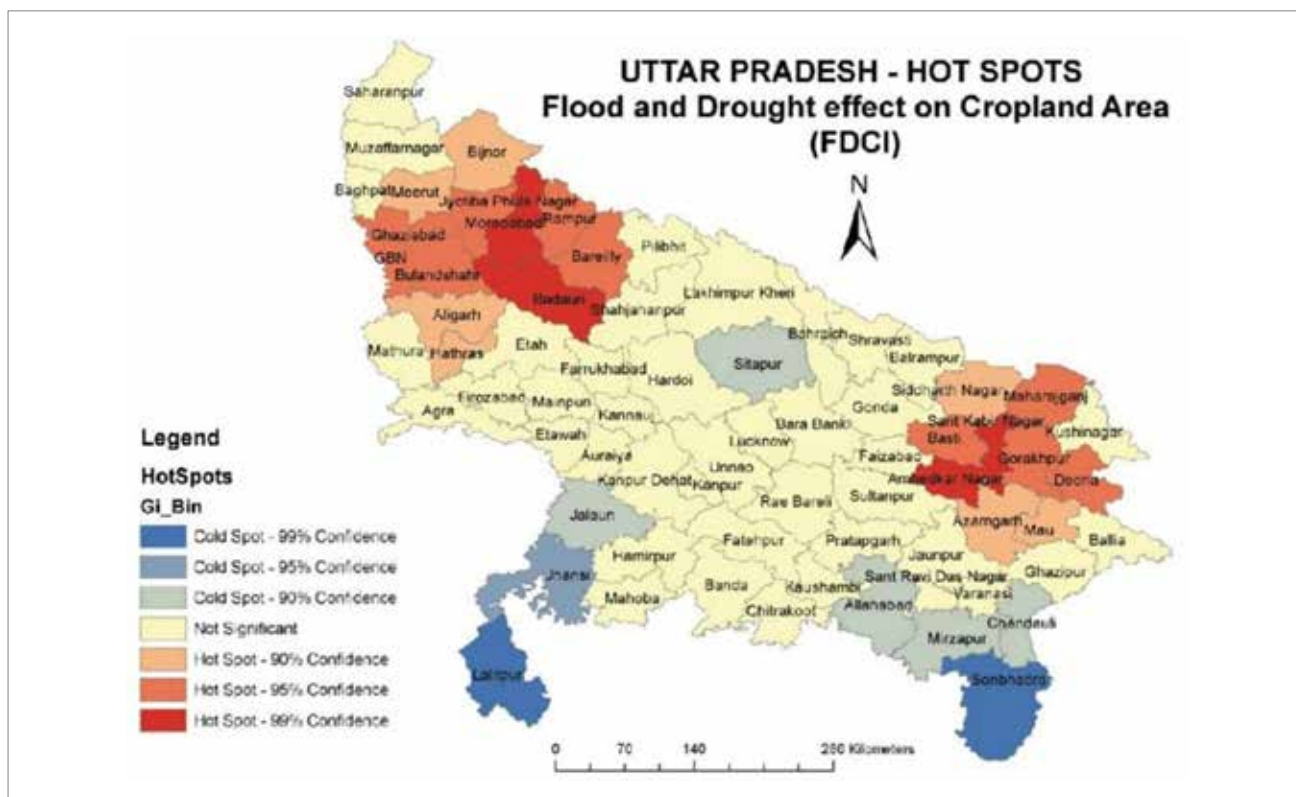 UTTAR PRADESH - HOT SPOTS
Flood and Drought effect on Cropland Area
(FDCI)
N
Saharanpur
Muzaffarnagar
Bijnor
Baghpat
Meerut
Jyotiba Phule Nagar
Moradabad
Rampur
Ghaziabad
GBN
Bulandshahr
Bareilly
Pilibhit
Badaun
Shahjahanpur
Lakhimpur Kheri
Aligarh
Mathura
Hathras
Etah
Farrukhabad
Hardoi
Sitapur
Bahraich
Shravasti
Balrampur
Agra
Firozabad
Mainpuri
Kannauj
Etawah
Auraiya
Kanpur Dehat
Kanpur
Unnao
Lucknow
Bara Banki
Gonda
Faizabad
Siddharth Nagar
Maharajganj
Sant Kabir Nagar
Basti
Kushinagar
Gorakhpur
Ambedkar Nagar
Deoria
Rae Bareli
Sultanpur
Azamgarh
Mau
Ballia
Jalaun
Hamirpur
Fatehpur
Pratapgarh
Jaunpur
Ghazipur
Jhansi
Mahoba
Banda
Chitrakoot
Kaushambi
Allahabad
Sant Ravi Das Nagar
Varanasi
Chandauli
Mirzapur
Lalitpur
Sonbhadra
Legend
HotSpots
Gi_Bin
Cold Spot - 99% Confidence
Cold Spot - 95% Confidence
Cold Spot - 90% Confidence
Not Significant
Hot Spot - 90% Confidence
Hot Spot - 95% Confidence
Hot Spot - 99% Confidence
0 70 140 280 Kilometers